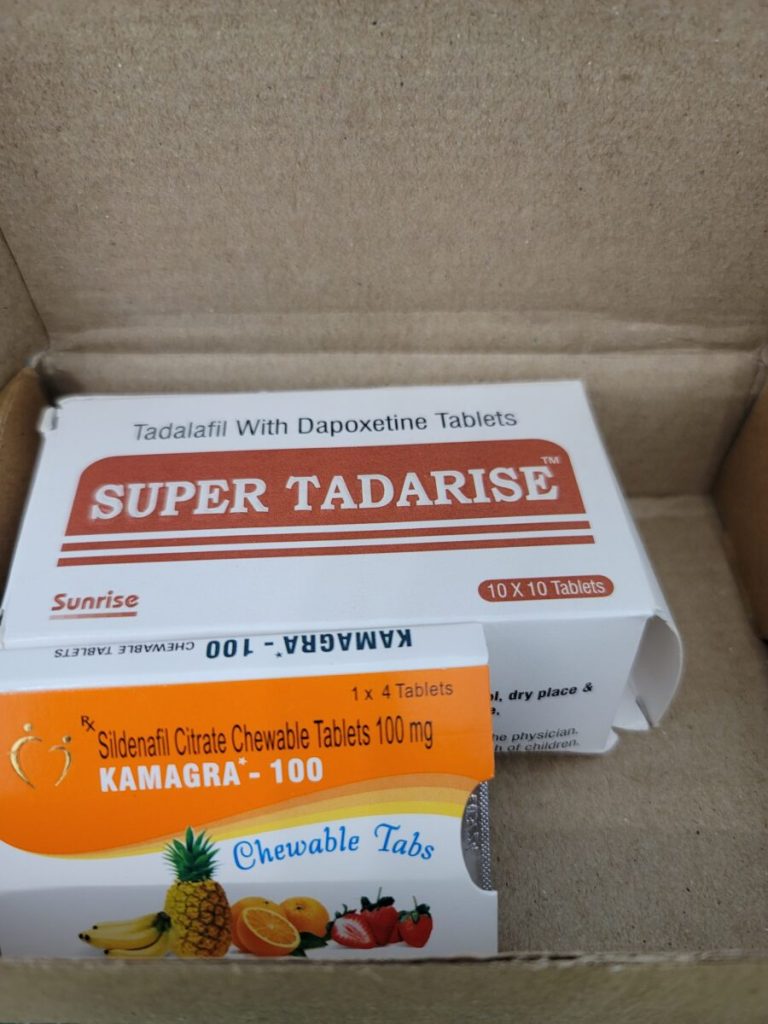 Tadalafil With Dapoxetine Tablets
SUPER TADARISE™
Sunrise
10 X 10 Tablets
dry place &
he physician.
h of children.
KAMAGRA* - 100 CHEWABLE TABLETS
1 x 4 Tablets
Rx Sildenafil Citrate Chewable Tablets 100 mg
KAMAGRA* - 100
Chewable Tabs